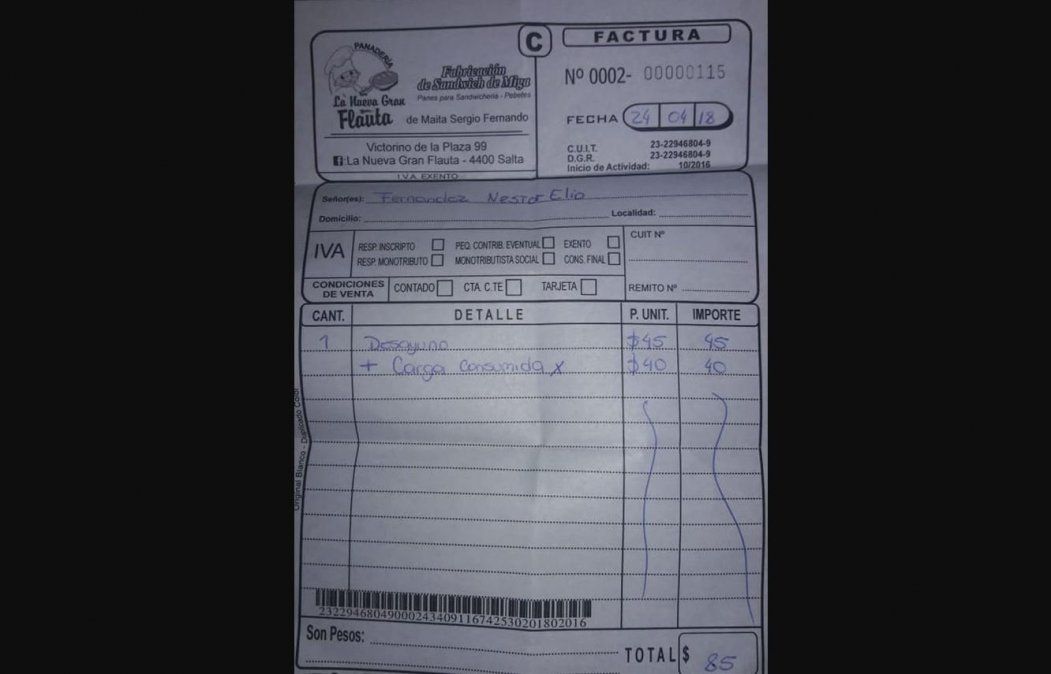 PANADERÍA
La Nueva Gran
Flauta
Fabricación
de Sandwich de Miga
Panes para Sandwichería - Pebetes
de Maita Sergio Fernando
Victorino de la Plaza 99
f:La Nueva Gran Flauta - 4400 Salta
I.V.A. EXENTO
C
FACTURA
Nº 0002- 00000115
FECHA 24 04 18
C.U.I.T. 23-22946804-9
D.G.R. 23-22946804-9
Inicio de Actividad: 10/2016
Señor(es): Fernandez Nestor Elio
Domicilio: Localidad:
IVA
RESP. INSCRIPTO PEQ. CONTRIB. EVENTUAL EXENTO
RESP. MONOTRIBUTO MONOTRIBUTISTA SOCIAL CONS. FINAL
CUIT Nº
CONDICIONES DE VENTA
CONTADO CTA. C.TE TARJETA
REMITO Nº
CANT. DETALLE P. UNIT. IMPORTE
1 Desayuno $45 45
+ Carga Consumida x $40 40
Original Blanco - Duplicado Color
2322946804900024340911674253020180 2016
Son Pesos:
TOTAL $ 85